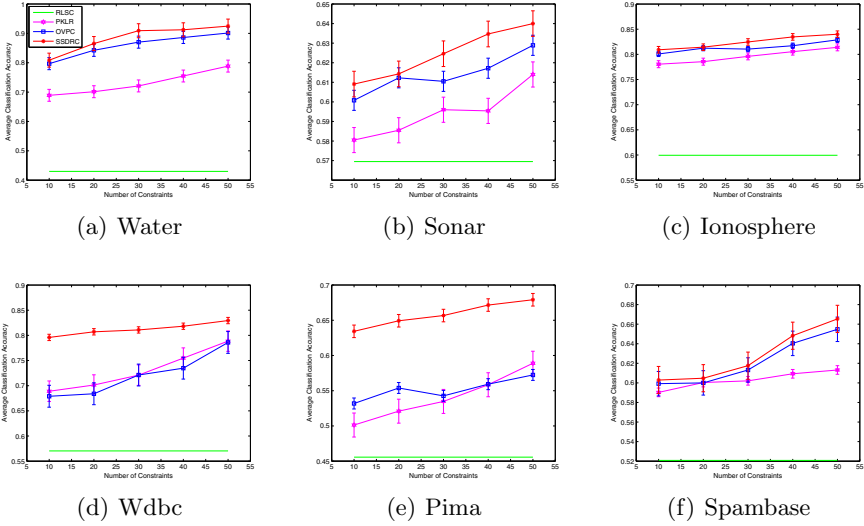 1
0.9
0.8
0.7
0.6
0.5
0.4
5 10 15 20 25 30 35 40 45 50 55
Average Classification Accuracy
Number of Constraints
RLSC
PKLR
OVPC
SSDRC
(a) Water
0.65
0.64
0.63
0.62
0.61
0.6
0.59
0.58
0.57
5 10 15 20 25 30 35 40 45 50 55
Average Classification Accuracy
Number of Constraints
(b) Sonar
0.9
0.85
0.8
0.75
0.7
0.65
0.6
0.55
5 10 15 20 25 30 35 40 45 50 55
Average Classification Accuracy
Number of Constraints
(c) Ionosphere
0.9
0.85
0.8
0.75
0.7
0.65
0.6
0.55
5 10 15 20 25 30 35 40 45 50 55
Average Classification Accuracy
Number of Constraints
(d) Wdbc
0.7
0.65
0.6
0.55
0.5
0.45
5 10 15 20 25 30 35 40 45 50 55
Average Classification Accuracy
Number of Constraints
(e) Pima
0.7
0.68
0.66
0.64
0.62
0.6
0.58
0.56
0.54
0.52
5 10 15 20 25 30 35 40 45 50 55
Average Classification Accuracy
Number of Constraints
(f) Spambase